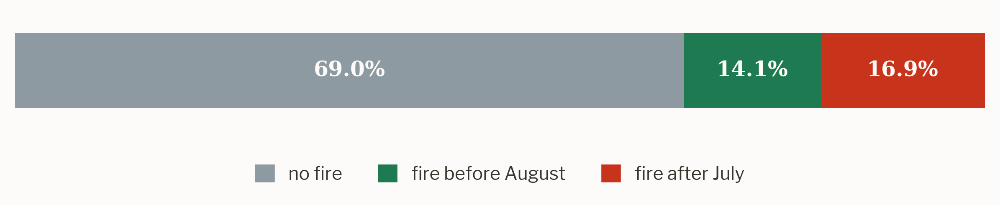 69.0% 14.1% 16.9%
no fire fire before August fire after July